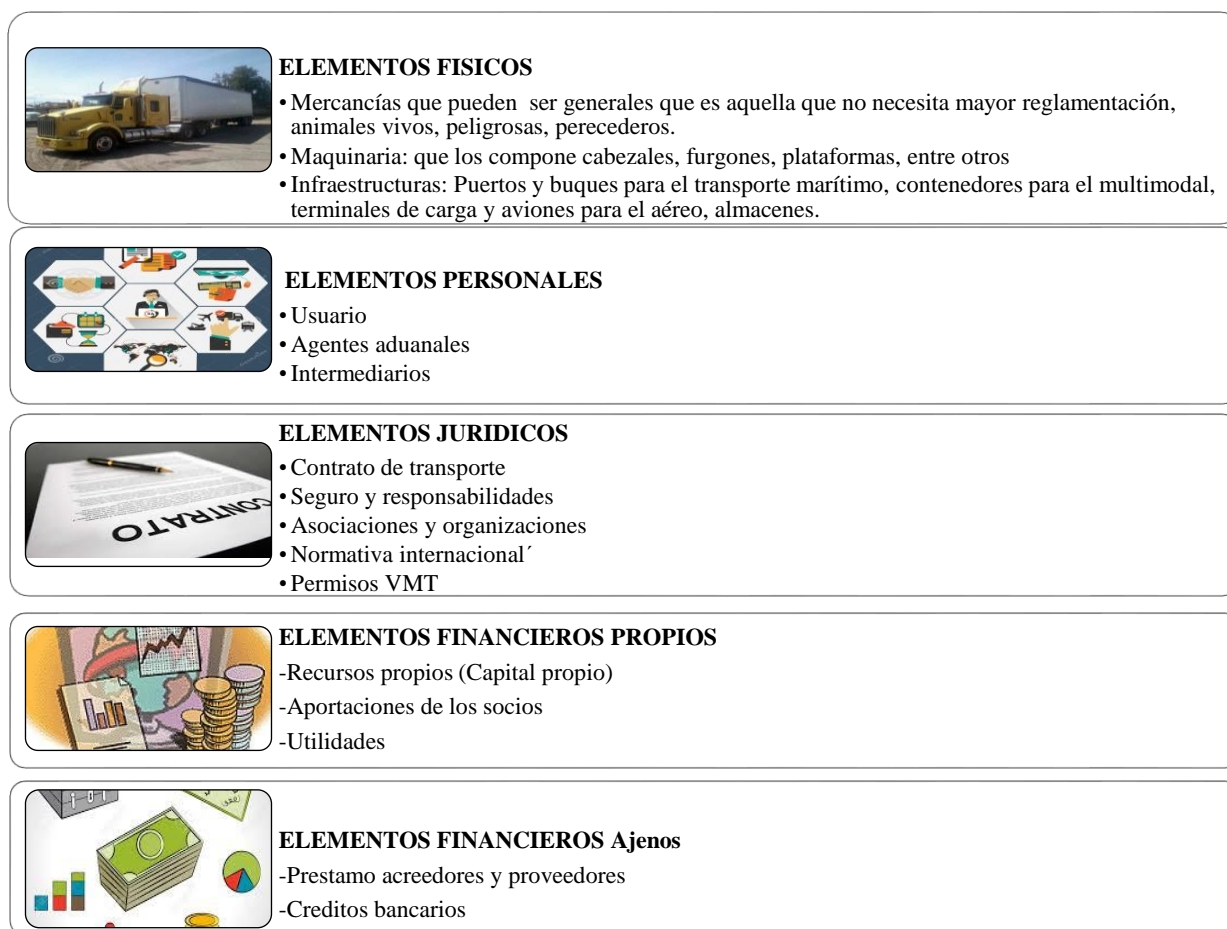 ELEMENTOS FISICOS
• Mercancías que pueden  ser generales que es aquella que no necesita mayor reglamentación,
animales vivos, peligrosas, perecederos.
• Maquinaria: que los compone cabezales, furgones, plataformas, entre otros
• Infraestructuras: Puertos y buques para el transporte marítimo, contenedores para el multimodal,
terminales de carga y aviones para el aéreo, almacenes.
ELEMENTOS PERSONALES
• Usuario
• Agentes aduanales
• Intermediarios
ELEMENTOS JURIDICOS
• Contrato de transporte
• Seguro y responsabilidades
• Asociaciones y organizaciones
• Normativa internacional´
• Permisos VMT
CONTRATO
ELEMENTOS FINANCIEROS PROPIOS
-Recursos propios (Capital propio)
-Aportaciones de los socios
-Utilidades
ELEMENTOS FINANCIEROS Ajenos
-Prestamo acreedores y proveedores
-Creditos bancarios